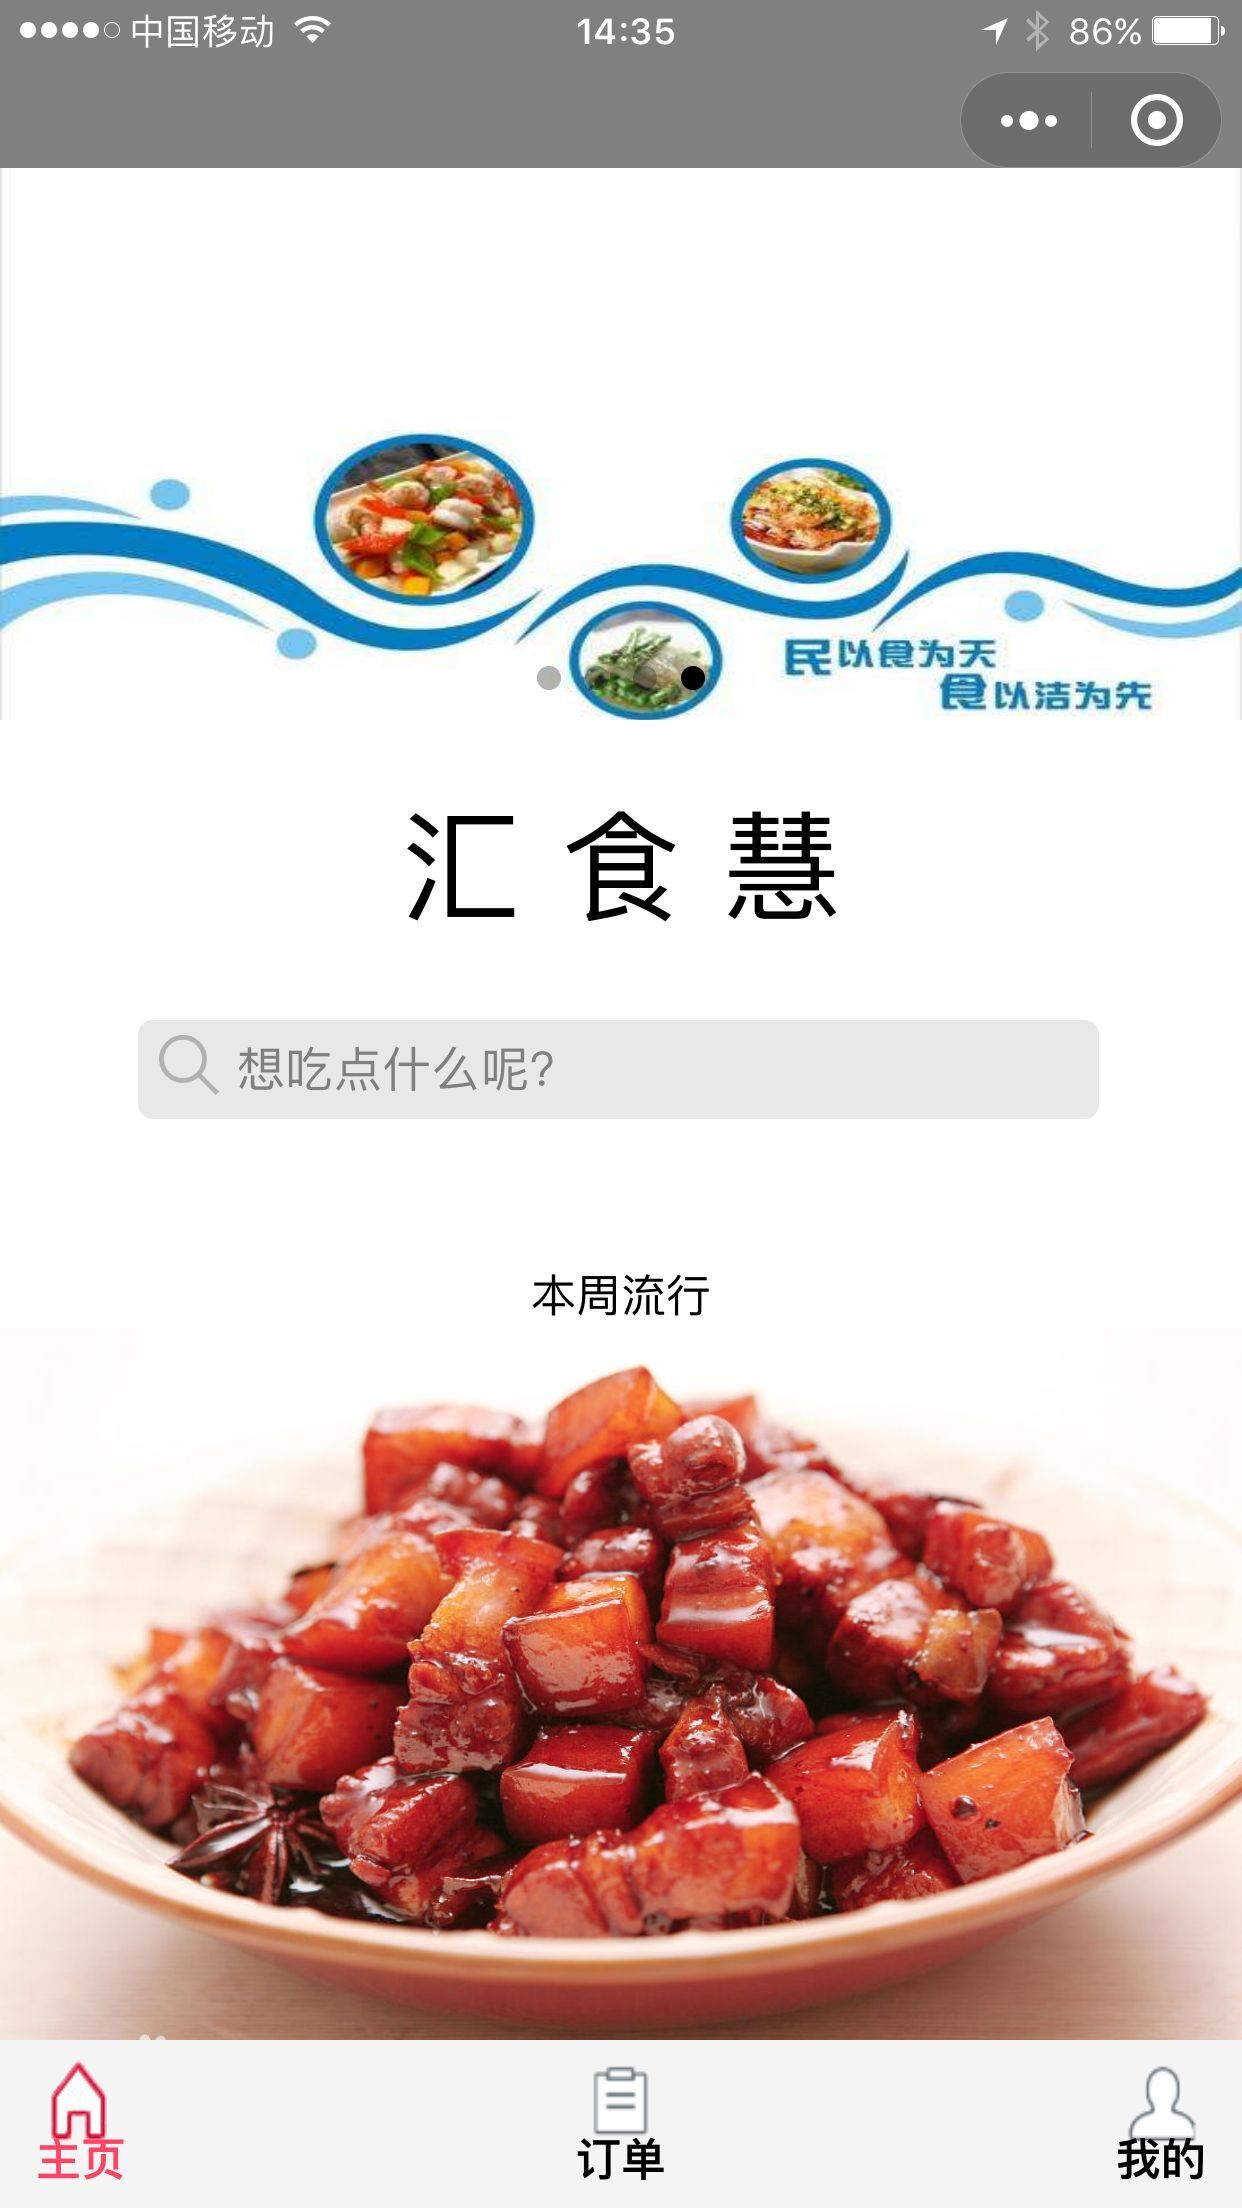 中国移动
14:35
86%
民以食为天
食以洁为先
汇食慧
想吃点什么呢?
本周流行
主页
订单
我的